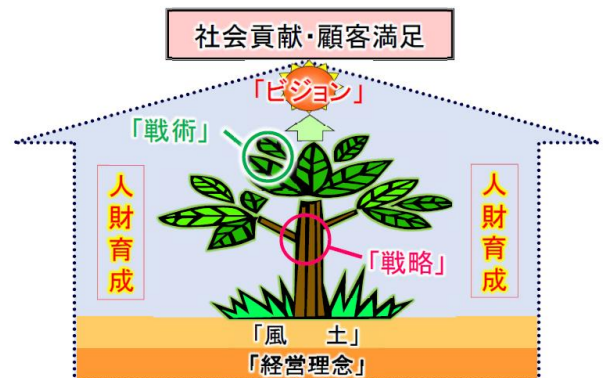 社会貢献・顧客満足
「ビジョン」
「戦術」
人財育成
人財育成
「戦略」
「風　土」
「経営理念」